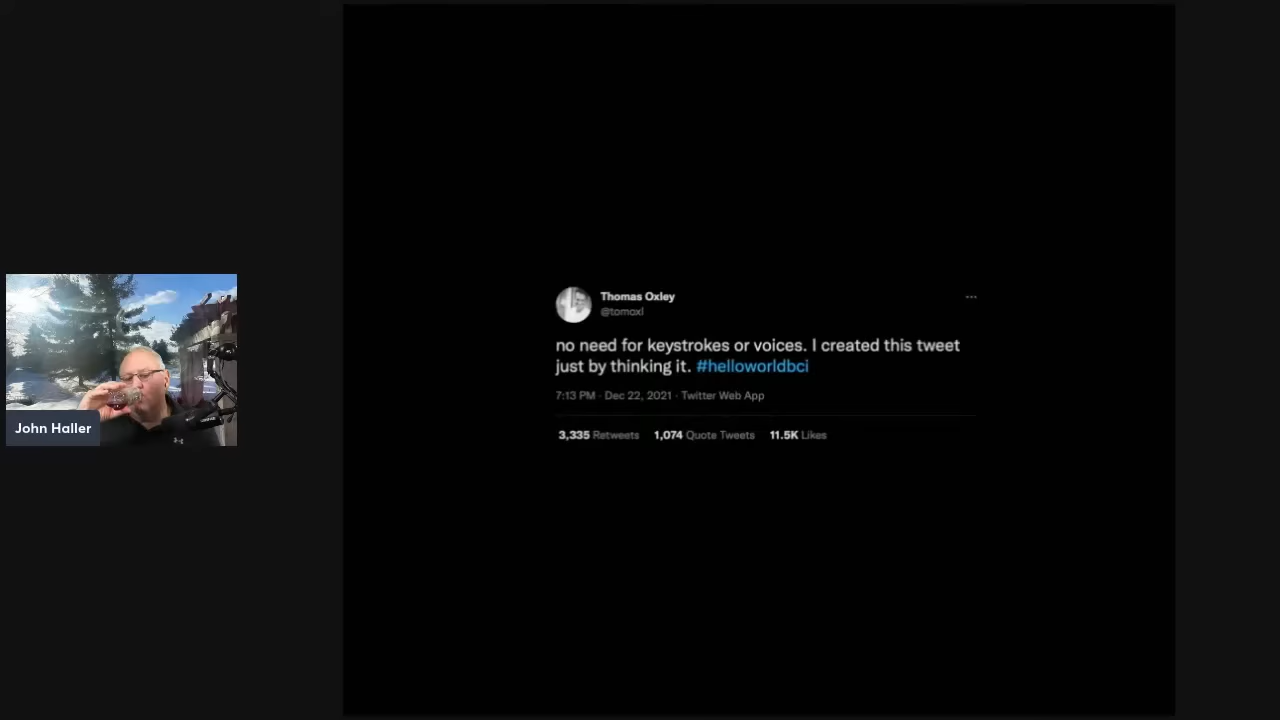 John Haller
Thomas Oxley
@tomoxl
no need for keystrokes or voices. I created this tweet
just by thinking it. #helloworldbci
7:13 PM · Dec 22, 2021 · Twitter Web App
3,335 Retweets 1,074 Quote Tweets 11.5K Likes